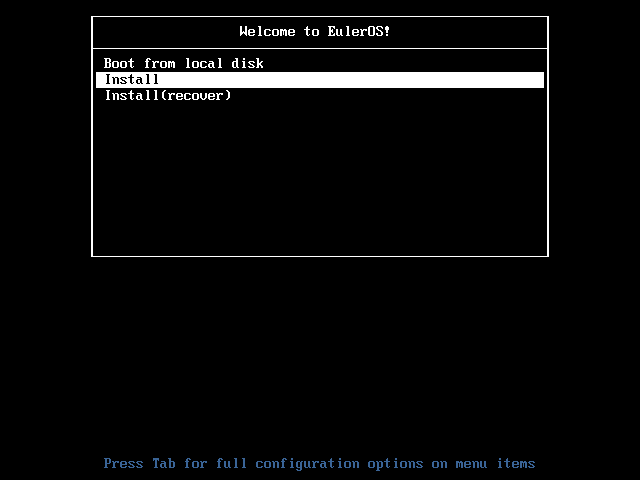 Welcome to EulerOS!
Boot from local disk
Install
Install(recover)
Press Tab for full configuration options on menu items